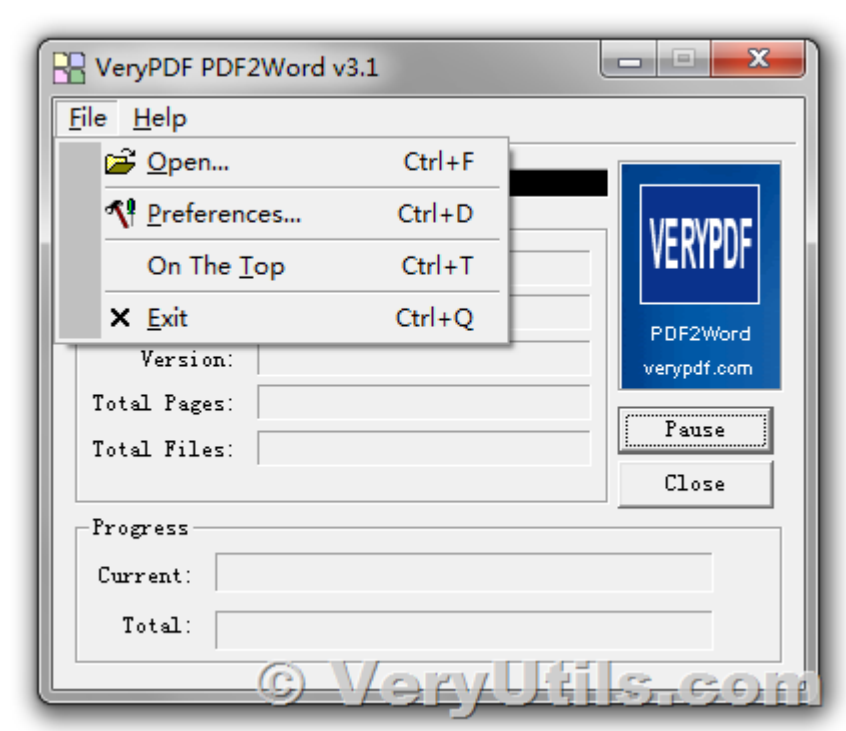 VeryPDF PDF2Word v3.1
File Help
Open... Ctrl+F
Preferences... Ctrl+D
On The Top Ctrl+T
Exit Ctrl+Q
VERYPDF
PDF2Word
verypdf.com
Version:
Total Pages:
Total Files:
Pause
Close
Progress
Current:
Total:
© VeryUtils.com